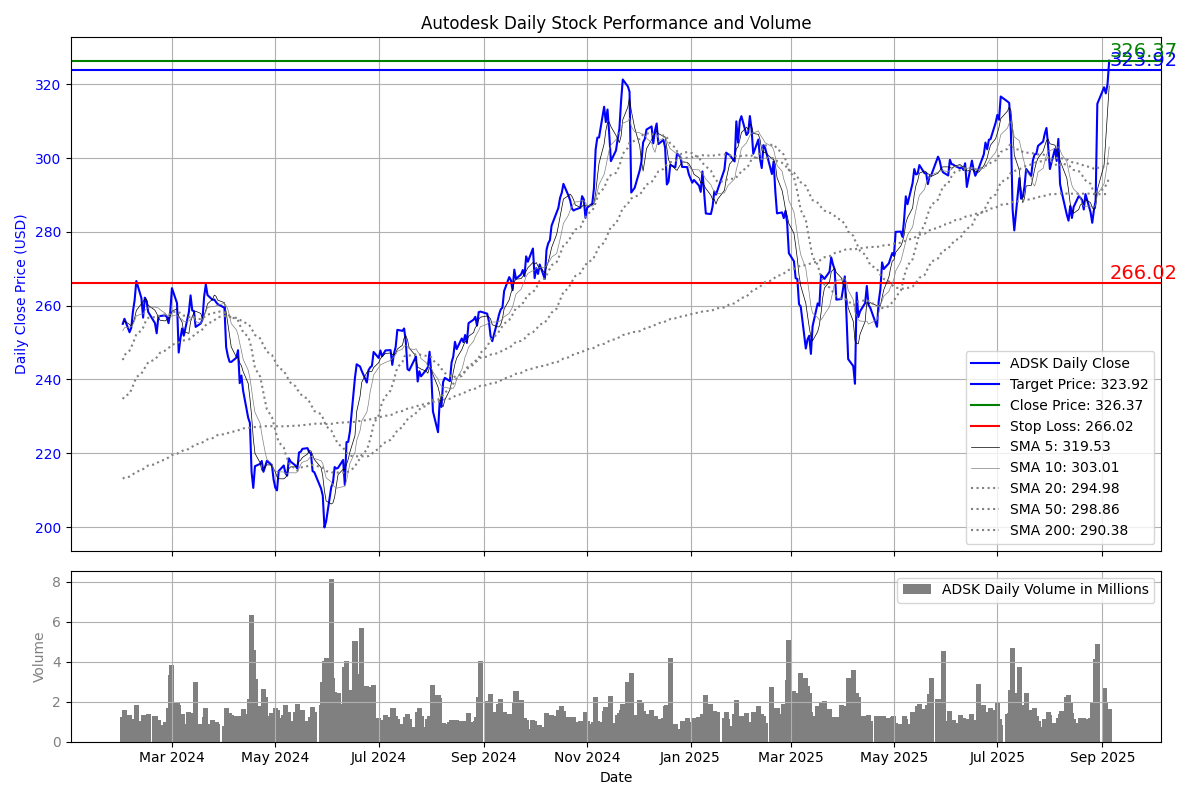 Autodesk Daily Stock Performance and Volume
326.37
323.92
320
300
280
266.02
260
240
220
200
Daily Close Price (USD)
ADSK Daily Close
Target Price: 323.92
Close Price: 326.37
Stop Loss: 266.02
SMA 5: 319.53
SMA 10: 303.01
SMA 20: 294.98
SMA 50: 298.86
SMA 200: 290.38
8
6
4
2
0
Volume
ADSK Daily Volume in Millions
Mar 2024 May 2024 Jul 2024 Sep 2024 Nov 2024 Jan 2025 Mar 2025 May 2025 Jul 2025 Sep 2025
Date